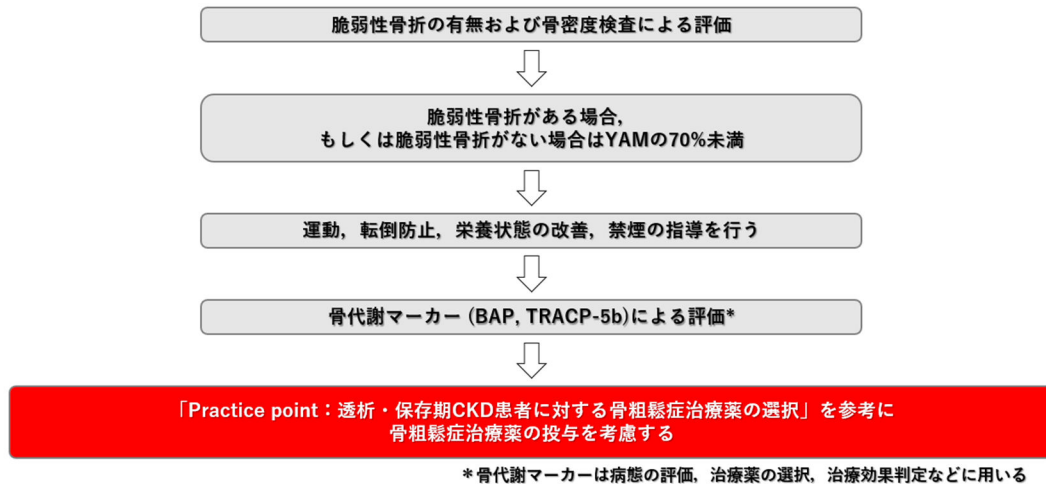 脆弱性骨折の有無および骨密度検査による評価
脆弱性骨折がある場合,
もしくは脆弱性骨折がない場合はYAMの70%未満
運動，転倒防止，栄養状態の改善，禁煙の指導を行う
骨代謝マーカー (BAP, TRACP-5b)による評価*
「Practice point：透析・保存期CKD患者に対する骨粗鬆症治療薬の選択」を参考に
骨粗鬆症治療薬の投与を考慮する
＊骨代謝マーカーは病態の評価，治療薬の選択，治療効果判定などに用いる